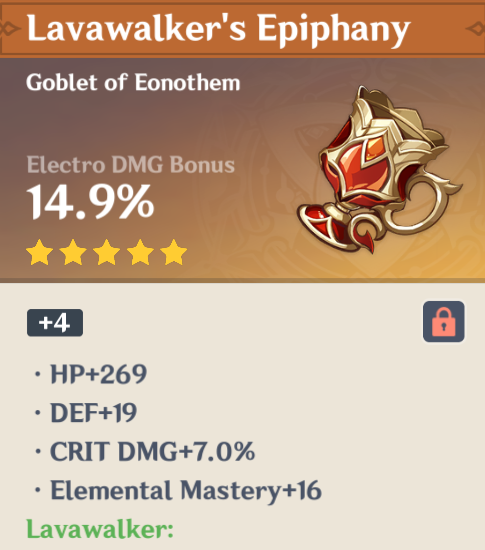 Lavawalker's Epiphany
Goblet of Eonothem
Electro DMG Bonus
14.9%
+4
· HP+269
· DEF+19
· CRIT DMG+7.0%
· Elemental Mastery+16
Lavawalker: